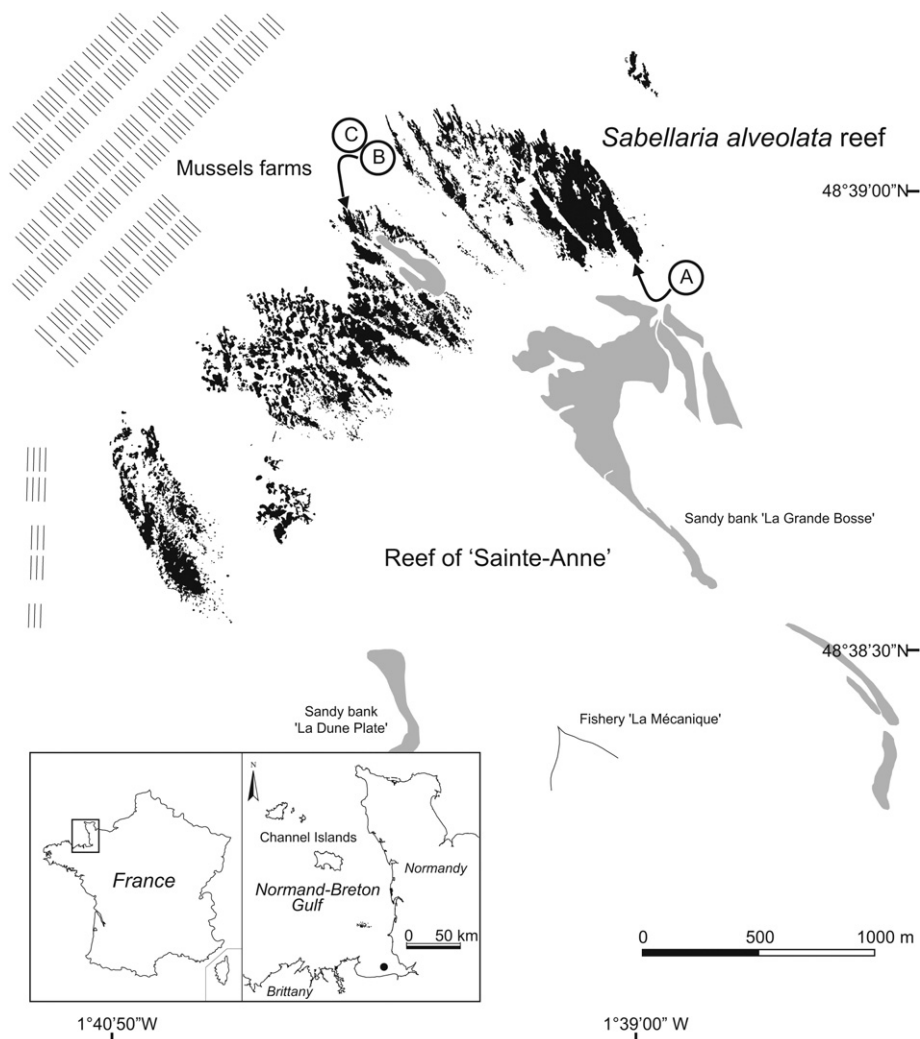 Sabellaria alveolata reef
C
B
Mussels farms
48°39'00"N
A
Sandy bank 'La Grande Bosse'
Reef of ‘Sainte-Anne’
48°38'30"N
Sandy bank
'La Dune Plate'
Fishery 'La Mécanique'
N
Channel Islands
France
Normand-Breton
Gulf
Normandy
0 50 km
Brittany
0 500 1000 m
1°40'50"W
1°39'00" W